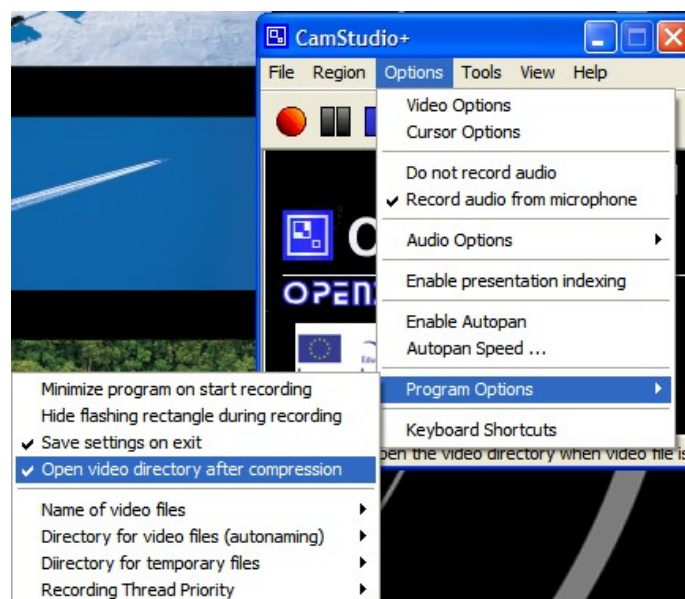 CamStudio+
File Region Options Tools View Help
Video Options
Cursor Options
Do not record audio
Record audio from microphone
Audio Options
Enable presentation indexing
Enable Autopan
Autopan Speed ...
Program Options
Keyboard Shortcuts
Minimize program on start recording
Hide flashing rectangle during recording
Save settings on exit
Open video directory after compression
Name of video files
Directory for video files (autonaming)
Diirectory for temporary files
Recording Thread Priority
the video directory when video file is